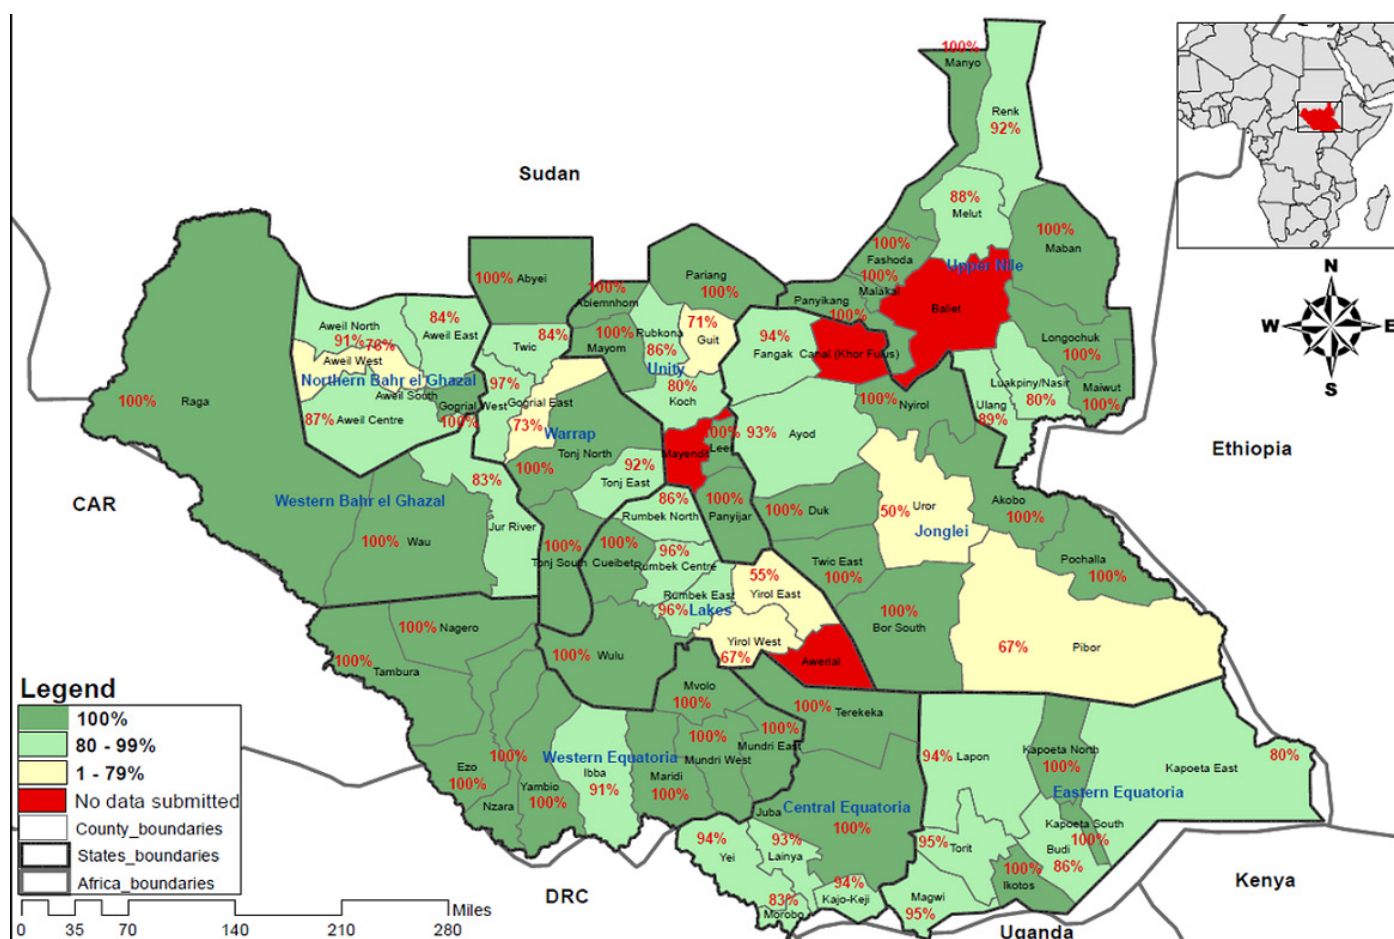 100%
Manyo
Renk
92%
Sudan
88%
Melut
100%
Maban
100%
Fashoda
Upper Nile
100%
Malakal
Baliet
Panyikang
100%
Longochuk
100%
Luakpiny/Nasir
80%
Maiwut
100%
Ulang
89%
N
W
E
S
Ethiopia
100% Abyei
100%
Abiemnhom
Pariang
100%
100%
Mayom
Rubkona
86%
Unity
71%
Guit
80%
Koch
94%
Fangak
Canal (Khor Fulus)
100%
Nyirol
Aweil North
91%
76%
Aweil West
84%
Aweil East
Northern Bahr el Ghazal
Aweil South
87% Aweil Centre
100%
84%
Twic
97%
Gogrial West
Gogrial East
73%
Warrap
Tonj North
100%
92%
Tonj East
Mayendit
100%
Leer
93% Ayod
100% Raga
CAR
Western Bahr el Ghazal
83%
Jur River
100% Wau
86%
Rumbek North
100%
Panyijar
100% Duk
50% Uror
Jonglei
Akobo
100%
Pochalla
100%
100%
Tonj South
100%
Cueibet
96%
Rumbek Centre
Rumbek East
96%
Lakes
55%
Yirol East
Twic East
100%
100%
Bor South
67% Pibor
Yirol West
67%
Awerial
100% Wulu
100% Nagero
100%
Tambura
Mvolo
100%
100%
Terekeka
100%
Mundri East
100%
Mundri West
Western Equatoria
Ibba
91%
Maridi
100%
Ezo
100%
100%
Nzara
Yambio
100%
Central Equatoria
Juba
100%
94% Lapon
Kapoeta North
100%
Kapoeta East
80%
Eastern Equatoria
Kapoeta South
100%
Budi
86%
95% Torit
100%
Ikotos
Magwi
95%
94%
Yei
93%
Lainya
94%
Kajo-Keji
83%
Morobo
DRC
Uganda
Kenya
Legend
100%
80 - 99%
1 - 79%
No data submitted
County_boundaries
States_boundaries
Africa_boundaries
Miles
0 35 70 140 210 280